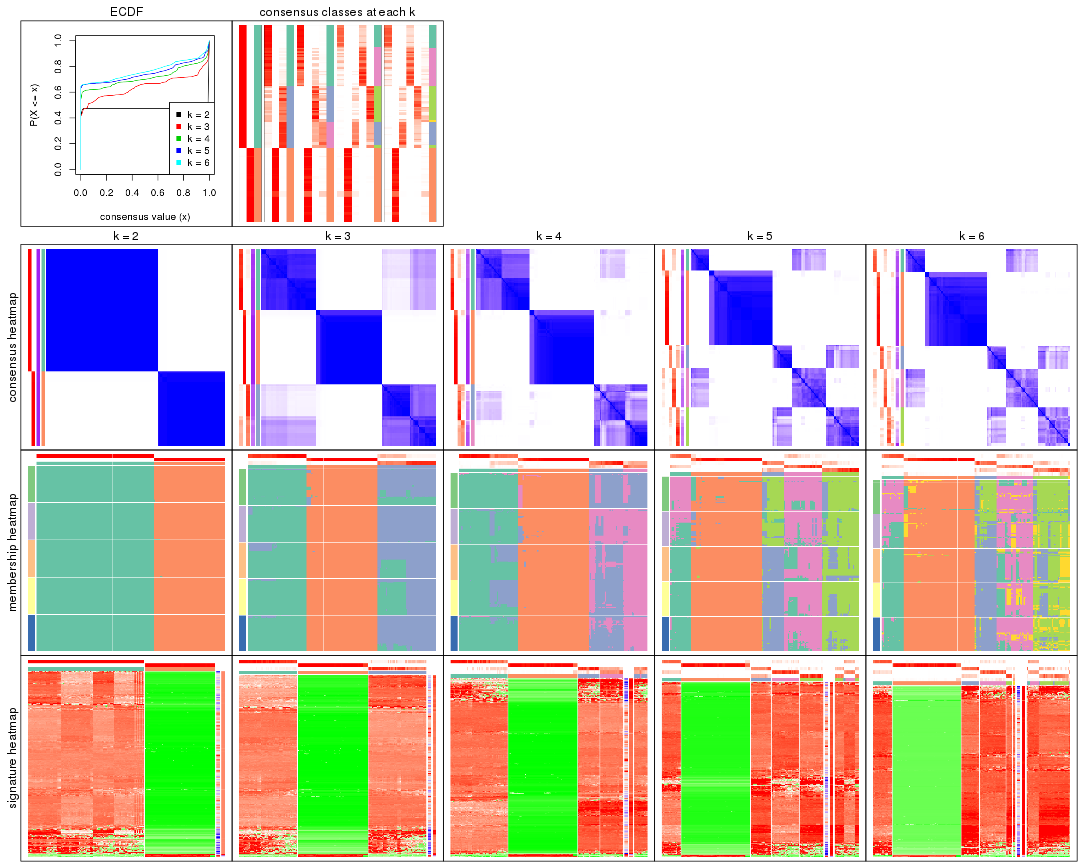 ECDF
consensus classes at each k
P(X <= x)
0.0 0.2 0.4 0.6 0.8 1.0
k = 2
k = 3
k = 4
k = 5
k = 6
0.0 0.2 0.4 0.6 0.8 1.0
consensus value (x)
k = 2
k = 3
k = 4
k = 5
k = 6
consensus heatmap
membership heatmap
signature heatmap